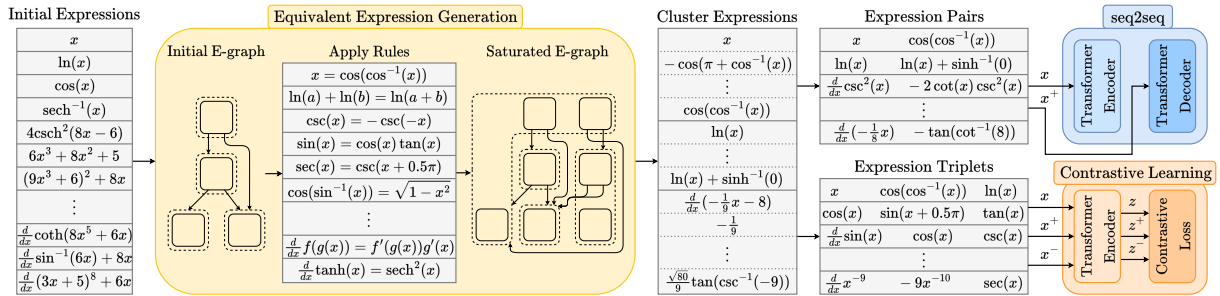 Initial Expressions
x
ln(x)
cos(x)
sech⁻¹(x)
4csch²(8x − 6)
6x³ + 8x² + 5
(9x³ + 6)² + 8x
⋮
d/dx coth(8x⁵ + 6x)
d/dx sin⁻¹(6x) + 8x
d/dx (3x + 5)⁸ + 6x
Equivalent Expression Generation
Initial E-graph
Apply Rules
x = cos(cos⁻¹(x))
ln(a) + ln(b) = ln(a + b)
csc(x) = − csc(−x)
sin(x) = cos(x) tan(x)
sec(x) = csc(x + 0.5π)
cos(sin⁻¹(x)) = √(1 − x²)
⋮
d/dx f(g(x)) = f′(g(x))g′(x)
d/dx tanh(x) = sech²(x)
Saturated E-graph
Cluster Expressions
x
− cos(π + cos⁻¹(x))
⋮
cos(cos⁻¹(x))
ln(x)
⋮
ln(x) + sinh⁻¹(0)
d/dx (−1/9 x − 8)
−1/9
⋮
√80/9 tan(csc⁻¹(−9))
Expression Pairs
x cos(cos⁻¹(x))
ln(x) ln(x) + sinh⁻¹(0)
d/dx csc²(x) − 2 cot(x) csc²(x)
⋮
d/dx (−1/8 x) − tan(cot⁻¹(8))
Expression Triplets
x cos(cos⁻¹(x)) ln(x)
cos(x) sin(x + 0.5π) tan(x)
d/dx sin(x) cos(x) csc(x)
⋮
d/dx x⁻⁹ − 9x⁻¹⁰ sec(x)
seq2seq
x
x⁺
Transformer
Encoder
Transformer
Decoder
Contrastive Learning
x
x⁺
x⁻
Transformer
Encoder
z
z⁺
z⁻
Contrastive
Loss